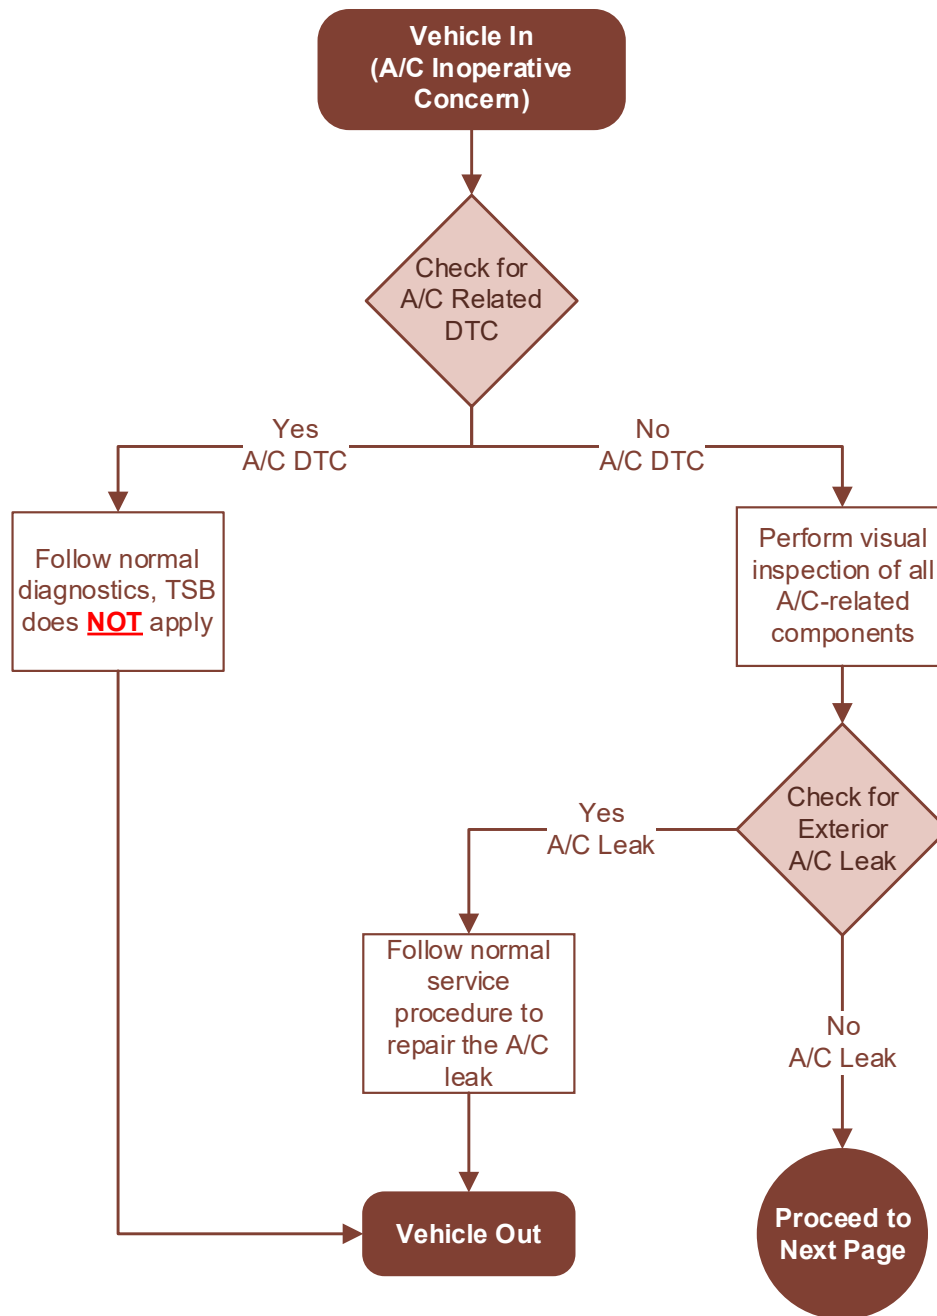 Vehicle In
(A/C Inoperative
Concern)
Check for
A/C Related
DTC
Yes
A/C DTC
No
A/C DTC
Follow normal
diagnostics, TSB
does NOT apply
Perform visual
inspection of all
A/C-related
components
Check for
Exterior
A/C Leak
Yes
A/C Leak
Follow normal
service
procedure to
repair the A/C
leak
No
A/C Leak
Vehicle Out
Proceed to
Next Page